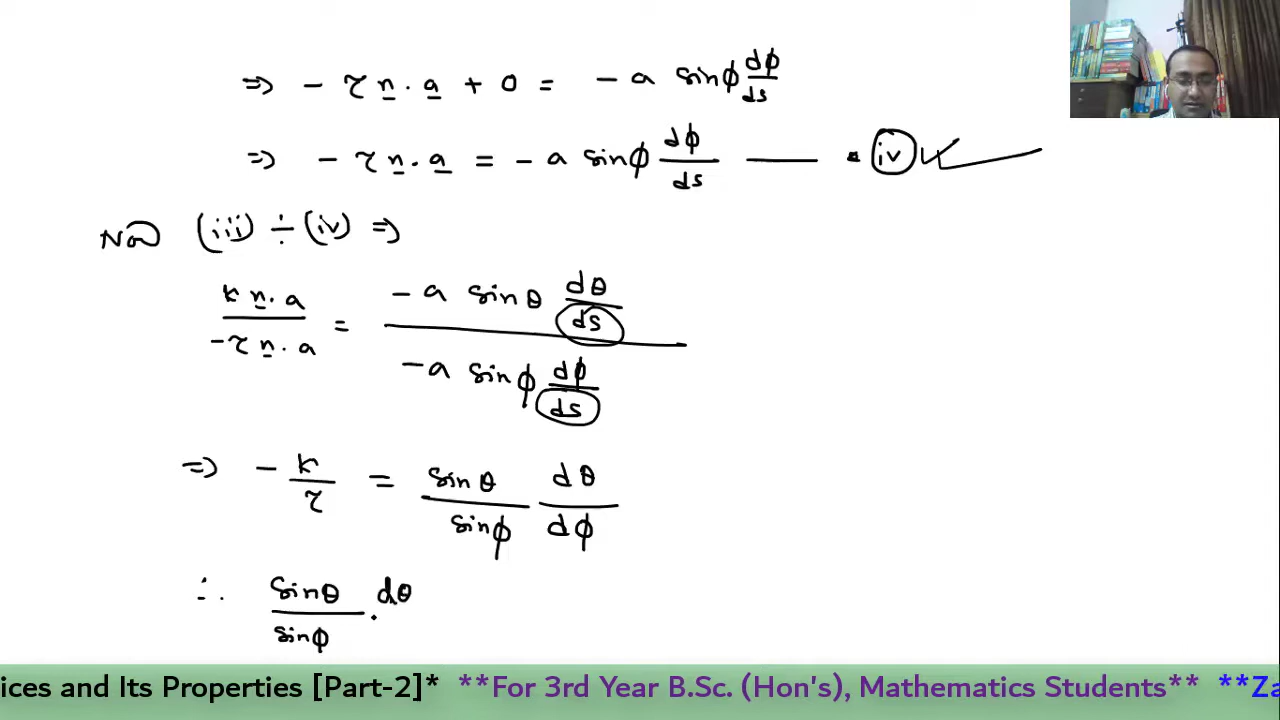 ⇒ - τ n · a + 0 = - a sinϕ dϕ/ds
⇒ - τ n · a = - a sinϕ dϕ/ds —— (iv) ✓
Now (iii) ÷ (iv) ⇒
κ n · a / -τ n · a = - a sinθ dθ/ds / - a sinϕ dϕ/ds
⇒ - κ/τ = sinθ/sinϕ dθ/dϕ
∴ sinθ/sinϕ · dθ
ices and Its Properties [Part-2]* **For 3rd Year B.Sc. (Hon's), Mathematics Students** **Za